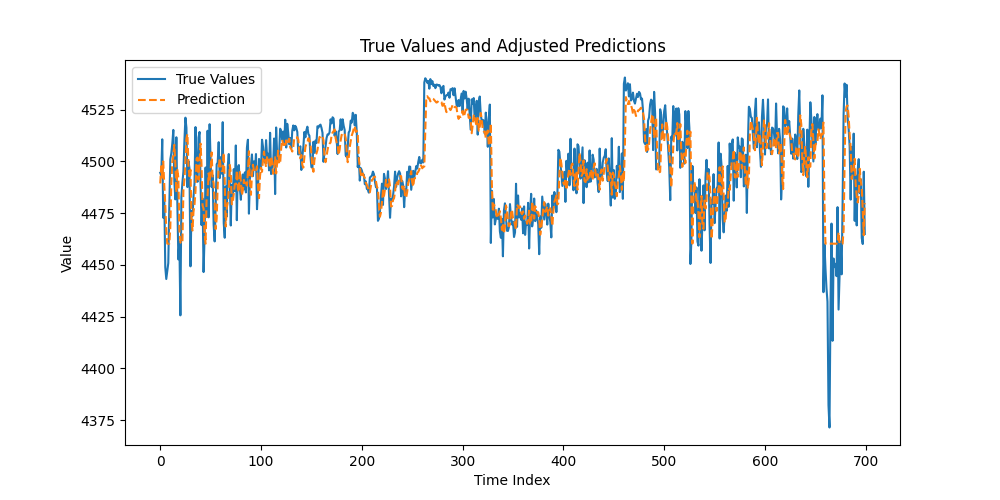 True Values and Adjusted Predictions
True Values
Prediction
Value
4525
4500
4475
4450
4425
4400
4375
0 100 200 300 400 500 600 700
Time Index